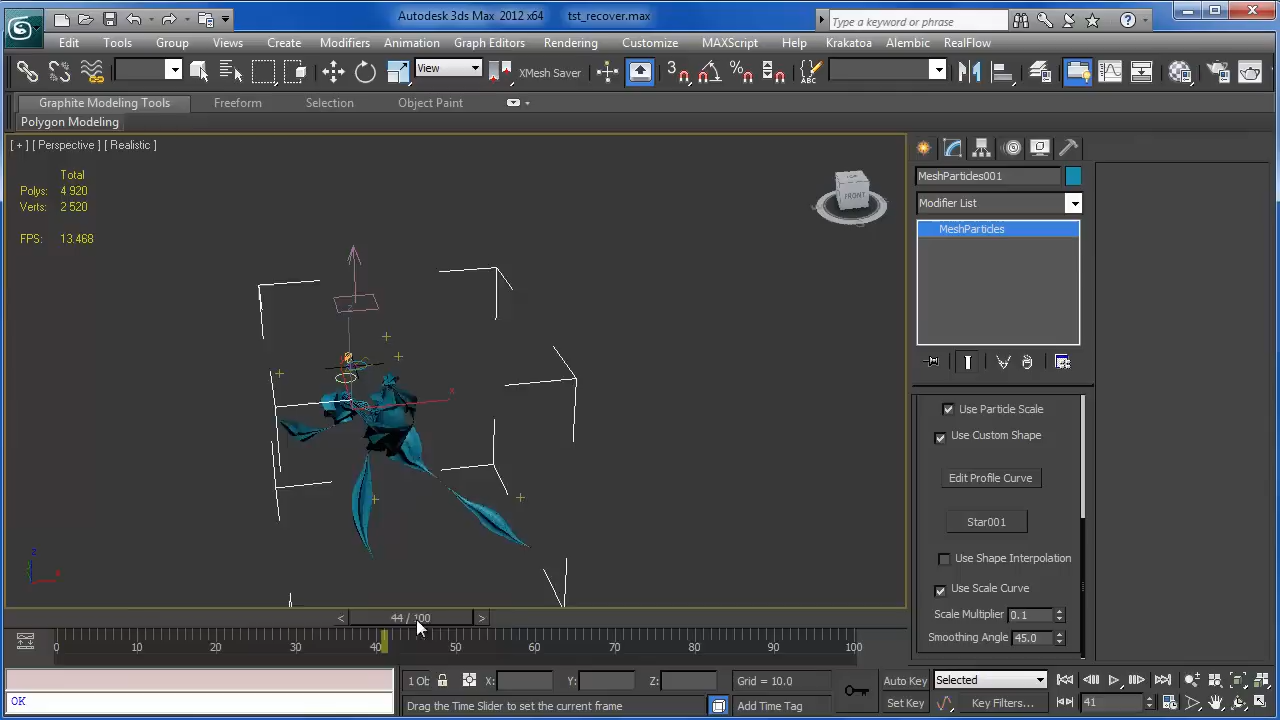 Autodesk 3ds Max 2012 x64 tst_recover.max
Type a keyword or phrase
Edit Tools Group Views Create Modifiers Animation Graph Editors Rendering Customize MAXScript Help Krakatoa Alembic RealFlow
View XMesh Saver 3 % ABC
Graphite Modeling Tools Freeform Selection Object Paint
Polygon Modeling
[ + ] [ Perspective ] [ Realistic ]
Total
Polys: 4 920
Verts: 2 520
FPS: 13.468
FRONT
x
z
x
MeshParticles001
Modifier List
MeshParticles
Use Particle Scale
Use Custom Shape
Edit Profile Curve
Star001
Use Shape Interpolation
Use Scale Curve
Scale Multiplier 0.1
Smoothing Angle 45.0
< 44 / 100 >
0 10 20 30 40 50 60 70 80 90 100
1 Ob X: Y: Z: Grid = 10.0 Auto Key Selected
OK Drag the Time Slider to set the current frame Add Time Tag Set Key Key Filters... 41